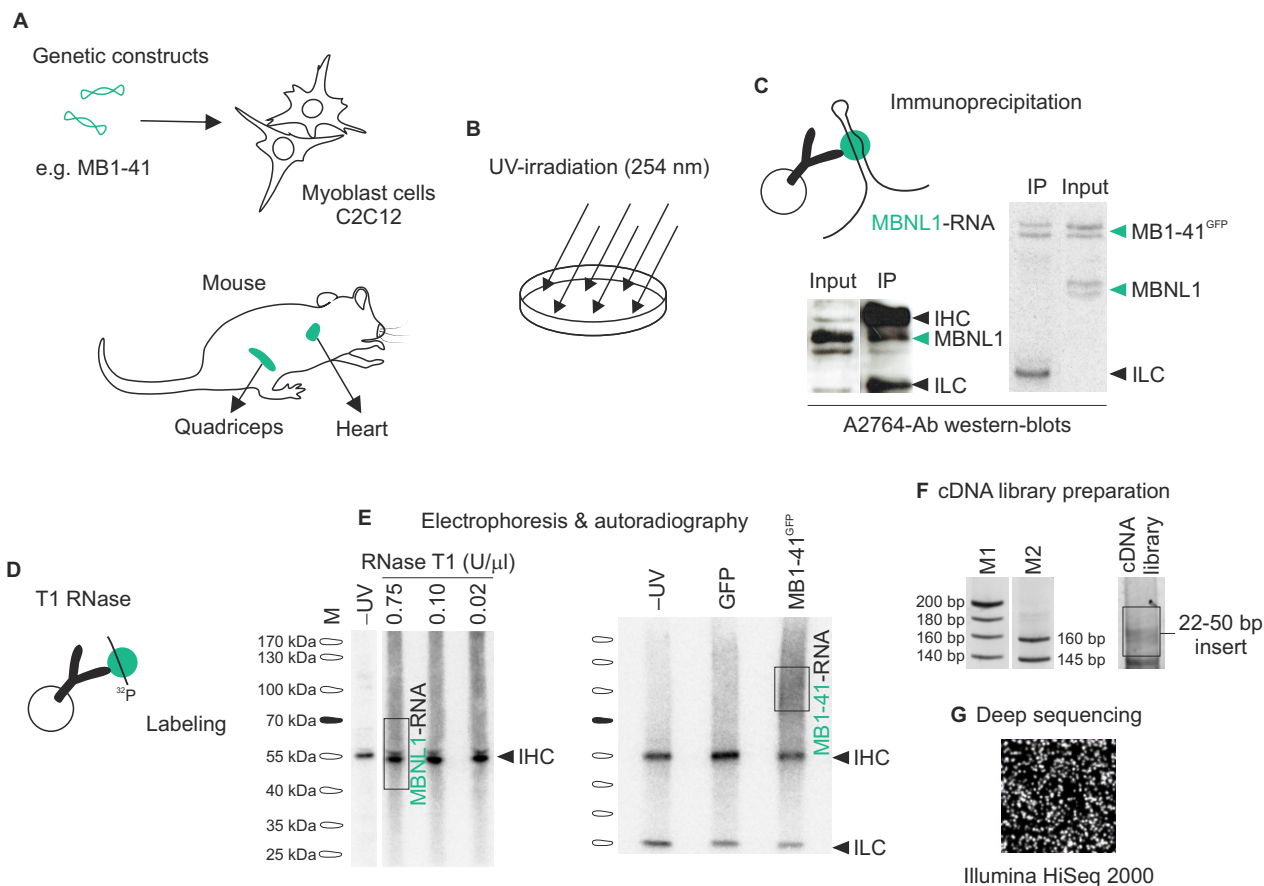 A
Genetic constructs
e.g. MB1-41
Myoblast cells
C2C12
Mouse
Quadriceps
Heart
B
UV-irradiation (254 nm)
C
Immunoprecipitation
MBNL1-RNA
Input
IP
IHC
MBNL1
ILC
IP
Input
MB1-41GFP
MBNL1
ILC
A2764-Ab western-blots
D
T1 RNase
32P
Labeling
E
Electrophoresis & autoradiography
RNase T1 (U/µl)
M
–UV
0.75
0.10
0.02
170 kDa
130 kDa
100 kDa
70 kDa
55 kDa
40 kDa
35 kDa
25 kDa
MBNL1-RNA
IHC
–UV
GFP
MB1-41GFP
MB1-41-RNA
IHC
ILC
F cDNA library preparation
M1
M2
cDNA
library
200 bp
180 bp
160 bp
140 bp
160 bp
145 bp
22-50 bp
insert
G Deep sequencing
Illumina HiSeq 2000